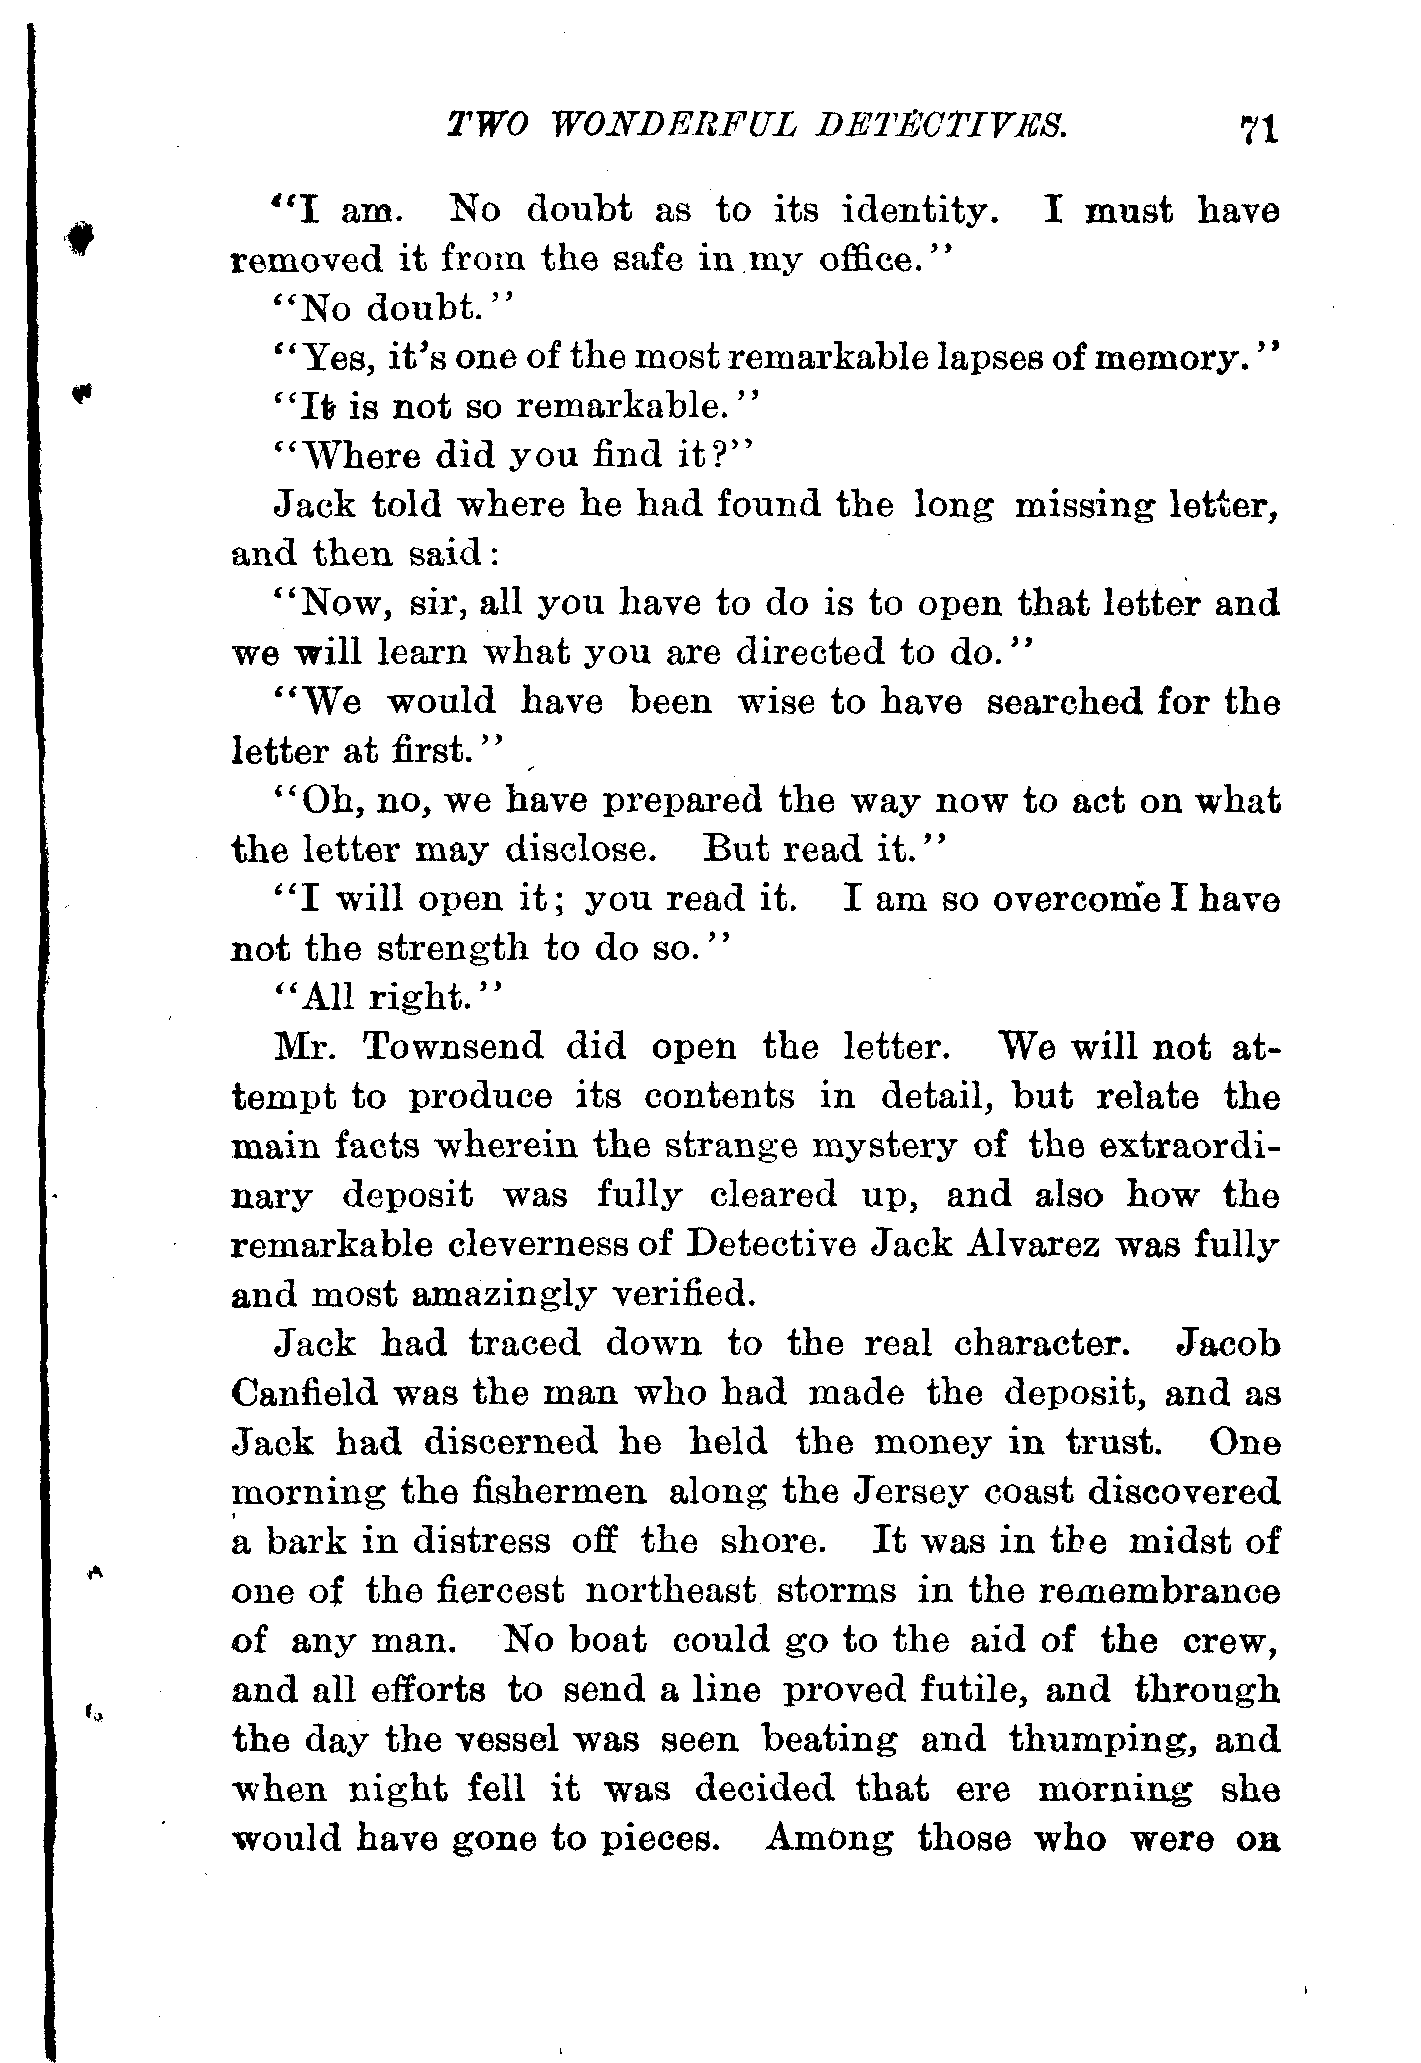 TWO WONDERFUL DETECTIVES. 71
"I am. No doubt as to its identity. I must have
removed it from the safe in my office."
"No doubt."
"Yes, it's one of the most remarkable lapses of memory."
"It is not so remarkable."
"Where did you find it?"
Jack told where he had found the long missing letter,
and then said:
"Now, sir, all you have to do is to open that letter and
we will learn what you are directed to do."
"We would have been wise to have searched for the
letter at first."
"Oh, no, we have prepared the way now to act on what
the letter may disclose. But read it."
"I will open it; you read it. I am so overcome I have
not the strength to do so."
"All right."
Mr. Townsend did open the letter. We will not at-
tempt to produce its contents in detail, but relate the
main facts wherein the strange mystery of the extraordi-
nary deposit was fully cleared up, and also how the
remarkable cleverness of Detective Jack Alvarez was fully
and most amazingly verified.
Jack had traced down to the real character. Jacob
Canfield was the man who had made the deposit, and as
Jack had discerned he held the money in trust. One
morning the fishermen along the Jersey coast discovered
a bark in distress off the shore. It was in the midst of
one of the fiercest northeast storms in the remembrance
of any man. No boat could go to the aid of the crew,
and all efforts to send a line proved futile, and through
the day the vessel was seen beating and thumping, and
when night fell it was decided that ere morning she
would have gone to pieces. Among those who were on